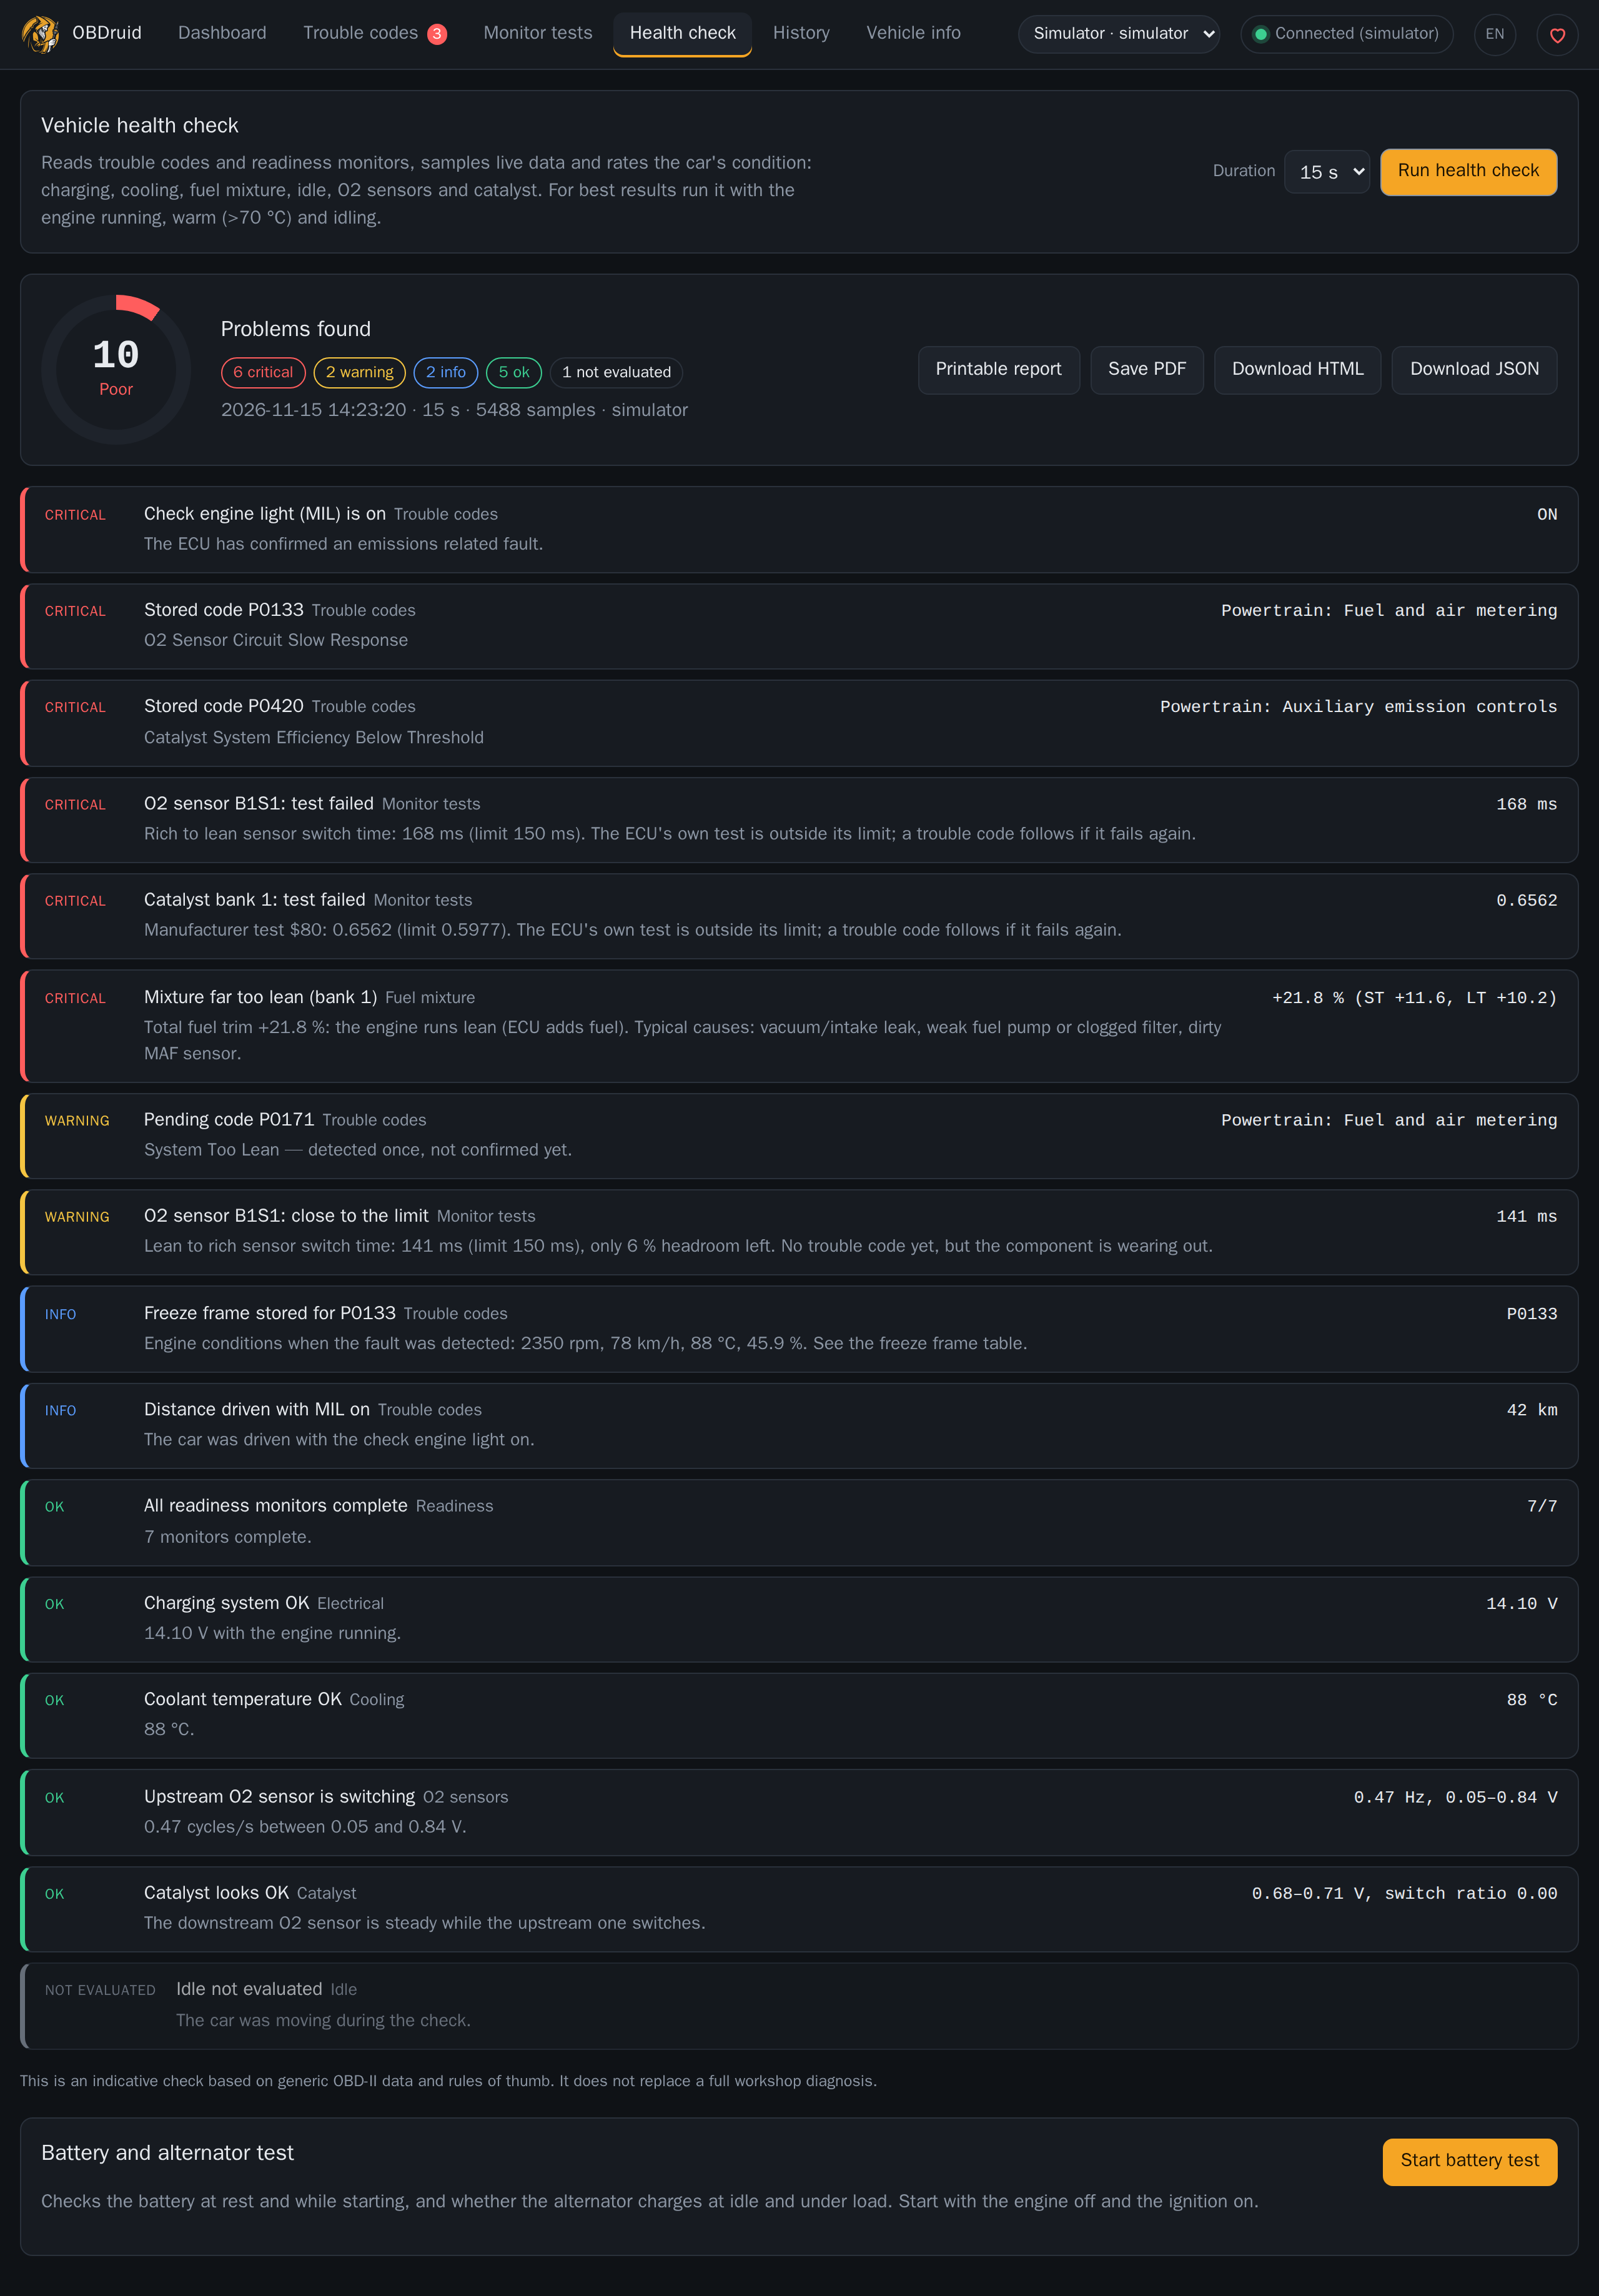 OBDruid Dashboard Trouble codes 3 Monitor tests Health check History Vehicle info Simulator · simulator Connected (simulator) EN
Vehicle health check
Reads trouble codes and readiness monitors, samples live data and rates the car's condition:
charging, cooling, fuel mixture, idle, O2 sensors and catalyst. For best results run it with the
engine running, warm (>70 °C) and idling.
Duration 15 s Run health check
10
Poor
Problems found
6 critical 2 warning 2 info 5 ok 1 not evaluated
2026-11-15 14:23:20 · 15 s · 5488 samples · simulator
Printable report Save PDF Download HTML Download JSON
CRITICAL Check engine light (MIL) is on Trouble codes ON
The ECU has confirmed an emissions related fault.
CRITICAL Stored code P0133 Trouble codes Powertrain: Fuel and air metering
O2 Sensor Circuit Slow Response
CRITICAL Stored code P0420 Trouble codes Powertrain: Auxiliary emission controls
Catalyst System Efficiency Below Threshold
CRITICAL O2 sensor B1S1: test failed Monitor tests 168 ms
Rich to lean sensor switch time: 168 ms (limit 150 ms). The ECU's own test is outside its limit; a trouble code follows if it fails again.
CRITICAL Catalyst bank 1: test failed Monitor tests 0.6562
Manufacturer test $80: 0.6562 (limit 0.5977). The ECU's own test is outside its limit; a trouble code follows if it fails again.
CRITICAL Mixture far too lean (bank 1) Fuel mixture +21.8 % (ST +11.6, LT +10.2)
Total fuel trim +21.8 %: the engine runs lean (ECU adds fuel). Typical causes: vacuum/intake leak, weak fuel pump or clogged filter, dirty
MAF sensor.
WARNING Pending code P0171 Trouble codes Powertrain: Fuel and air metering
System Too Lean — detected once, not confirmed yet.
WARNING O2 sensor B1S1: close to the limit Monitor tests 141 ms
Lean to rich sensor switch time: 141 ms (limit 150 ms), only 6 % headroom left. No trouble code yet, but the component is wearing out.
INFO Freeze frame stored for P0133 Trouble codes P0133
Engine conditions when the fault was detected: 2350 rpm, 78 km/h, 88 °C, 45.9 %. See the freeze frame table.
INFO Distance driven with MIL on Trouble codes 42 km
The car was driven with the check engine light on.
OK All readiness monitors complete Readiness 7/7
7 monitors complete.
OK Charging system OK Electrical 14.10 V
14.10 V with the engine running.
OK Coolant temperature OK Cooling 88 °C
88 °C.
OK Upstream O2 sensor is switching O2 sensors 0.47 Hz, 0.05–0.84 V
0.47 cycles/s between 0.05 and 0.84 V.
OK Catalyst looks OK Catalyst 0.68–0.71 V, switch ratio 0.00
The downstream O2 sensor is steady while the upstream one switches.
NOT EVALUATED Idle not evaluated Idle
The car was moving during the check.
This is an indicative check based on generic OBD-II data and rules of thumb. It does not replace a full workshop diagnosis.
Battery and alternator test
Start battery test
Checks the battery at rest and while starting, and whether the alternator charges at idle and under load. Start with the engine off and the ignition on.